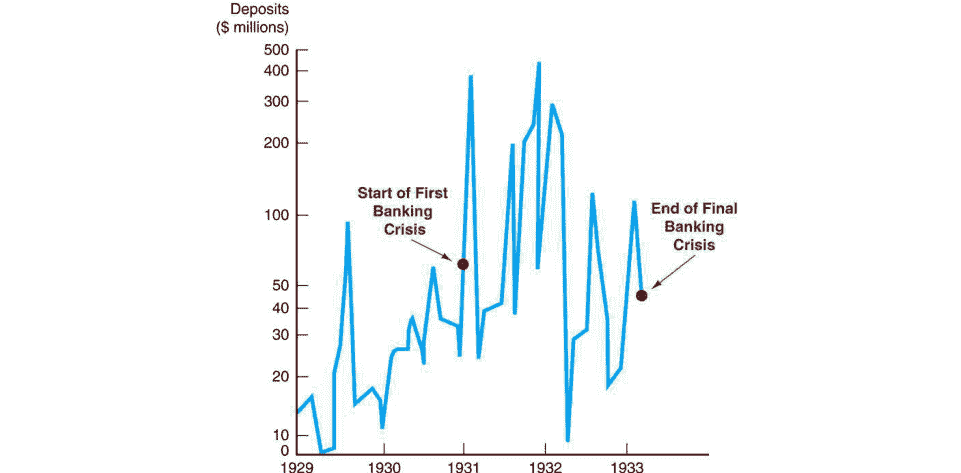 Deposits
($ millions)
500
400
300
200
100
50
40
30
20
10
0
Start of First
Banking
Crisis
End of Final
Banking
Crisis
1929 1930 1931 1932 1933